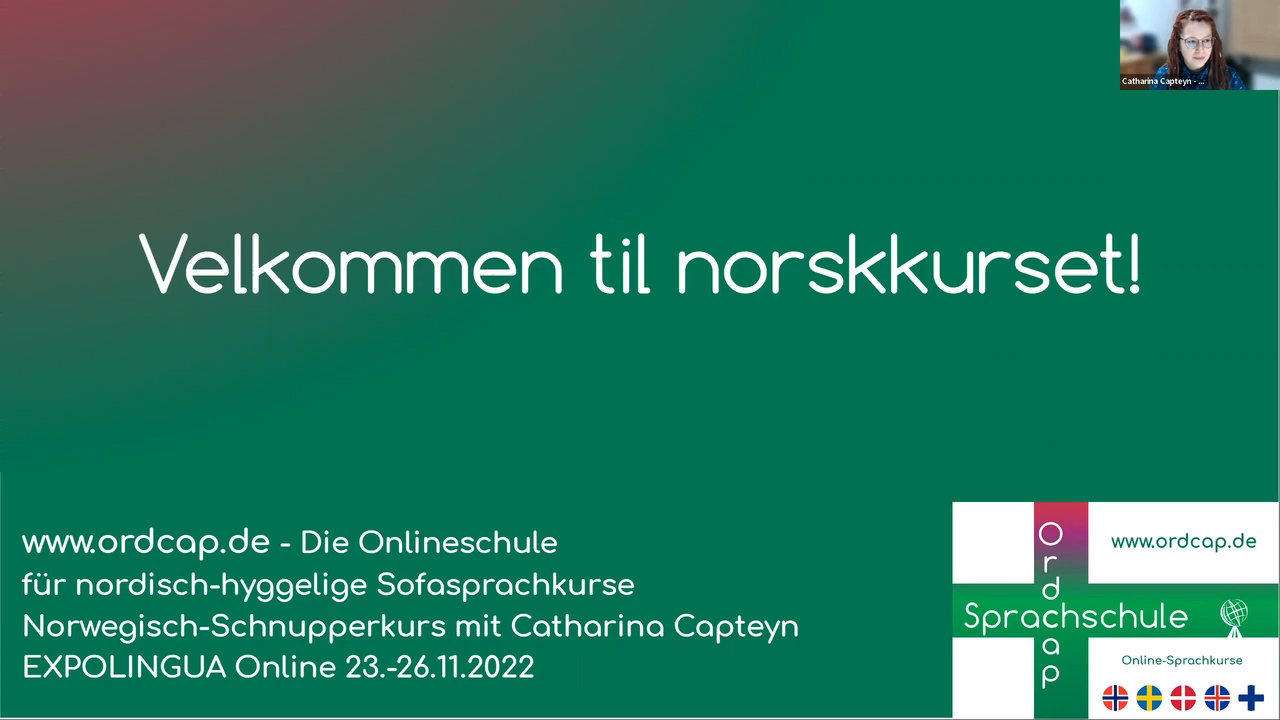 Catharina Capteyn - ...
Velkommen til norskkurset!
www.ordcap.de - Die Onlineschule
für nordisch-hyggelige Sofasprachkurse
Norwegisch-Schnupperkurs mit Catharina Capteyn
EXPOLINGUA Online 23.-26.11.2022
Ordcap
www.ordcap.de
Sprachschule
Online-Sprachkurse